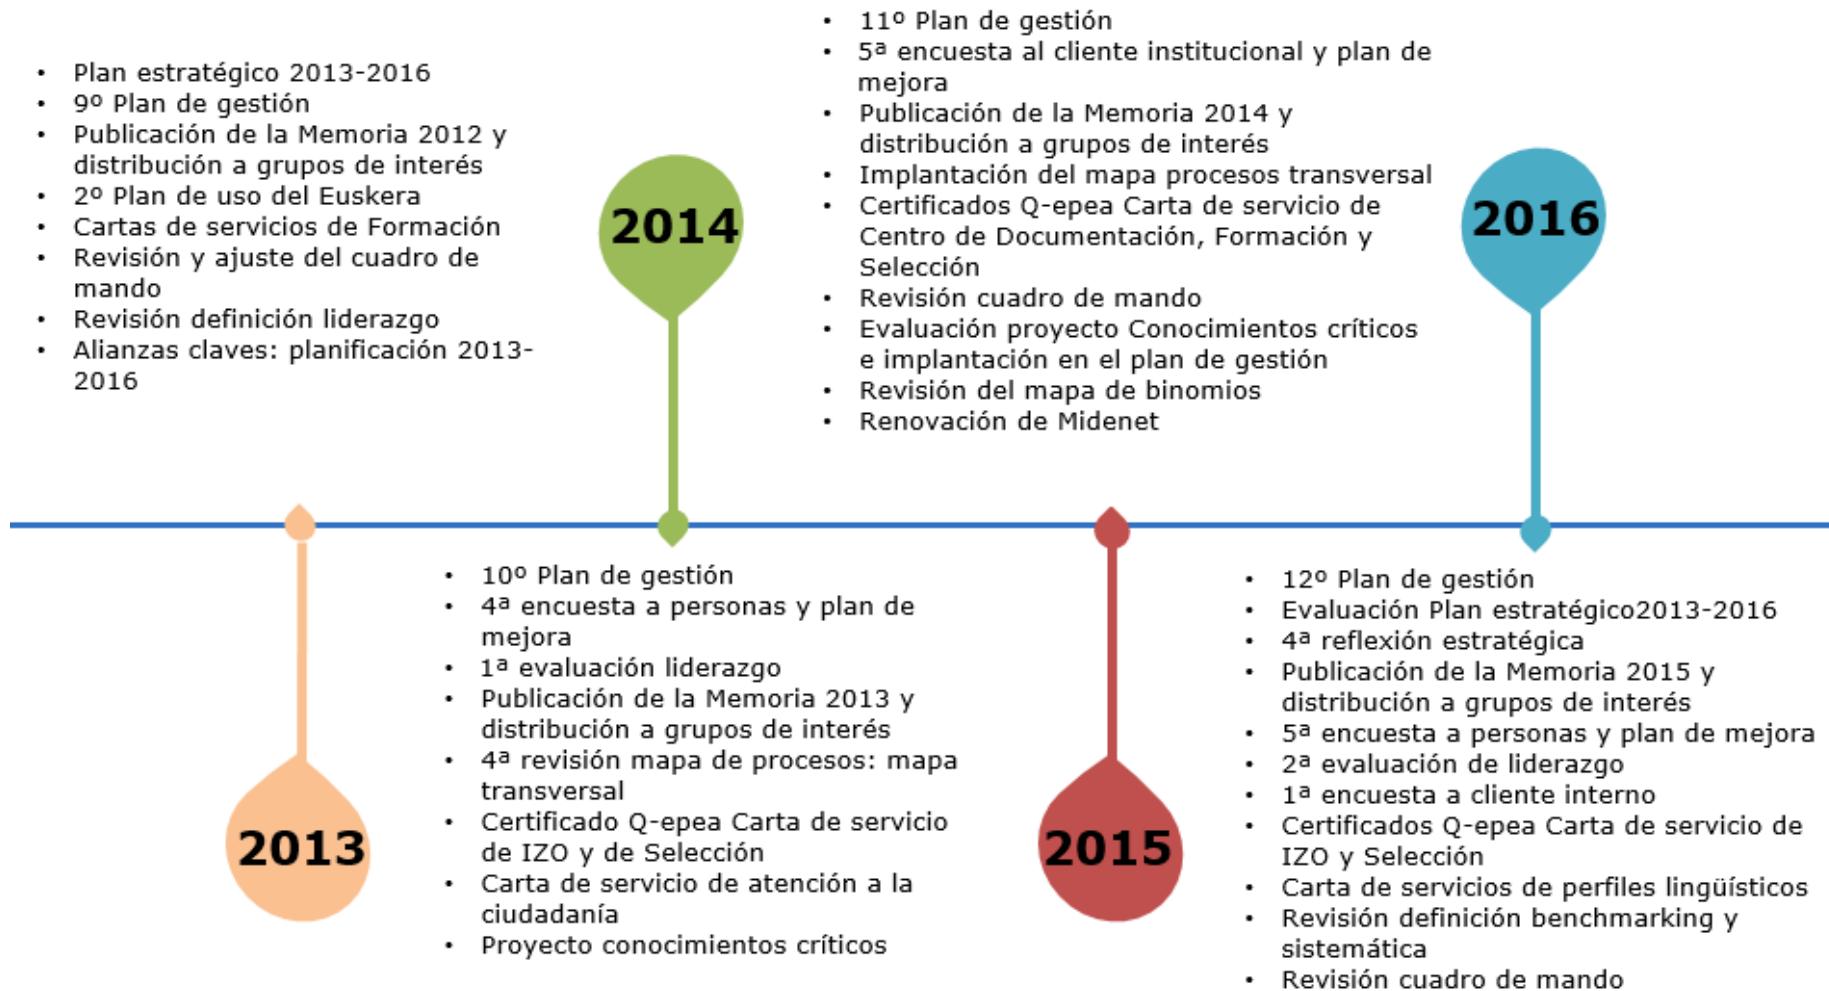 • Plan estratégico 2013-2016
• 9º Plan de gestión
• Publicación de la Memoria 2012 y
distribución a grupos de interés
• 2º Plan de uso del Euskera
• Cartas de servicios de Formación
• Revisión y ajuste del cuadro de
mando
• Revisión definición liderazgo
• Alianzas claves: planificación 2013-
2016
2013
2014
• 10º Plan de gestión
• 4ª encuesta a personas y plan de
mejora
• 1ª evaluación liderazgo
• Publicación de la Memoria 2013 y
distribución a grupos de interés
• 4ª revisión mapa de procesos: mapa
transversal
• Certificado Q-epea Carta de servicio
de IZO y de Selección
• Carta de servicio de atención a la
ciudadanía
• Proyecto conocimientos críticos
• 11º Plan de gestión
• 5ª encuesta al cliente institucional y plan de
mejora
• Publicación de la Memoria 2014 y
distribución a grupos de interés
• Implantación del mapa procesos transversal
• Certificados Q-epea Carta de servicio de
Centro de Documentación, Formación y
Selección
• Revisión cuadro de mando
• Evaluación proyecto Conocimientos críticos
e implantación en el plan de gestión
• Revisión del mapa de binomios
• Renovación de Midenet
2015
2016
• 12º Plan de gestión
• Evaluación Plan estratégico2013-2016
• 4ª reflexión estratégica
• Publicación de la Memoria 2015 y
distribución a grupos de interés
• 5ª encuesta a personas y plan de mejora
• 2ª evaluación de liderazgo
• 1ª encuesta a cliente interno
• Certificados Q-epea Carta de servicio de
IZO y Selección
• Carta de servicios de perfiles lingüísticos
• Revisión definición benchmarking y
sistemática
• Revisión cuadro de mando